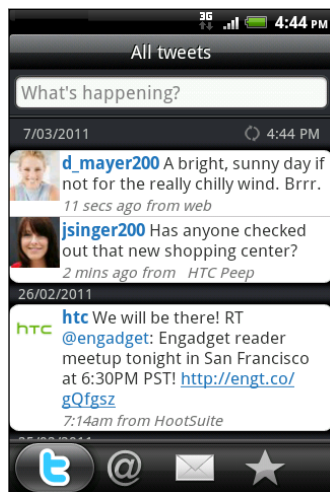 3G 4:44 PM
All tweets
What's happening?
7/03/2011 4:44 PM
d_mayer200 A bright, sunny day if
not for the really chilly wind. Brrr.
11 secs ago from web
jsinger200 Has anyone checked
out that new shopping center?
2 mins ago from HTC Peep
26/02/2011
hTC
htc We will be there! RT
@engadget: Engadget reader
meetup tonight in San Francisco
at 6:30PM PST! http://engt.co/
gQfgsz
7:14am from HootSuite
@